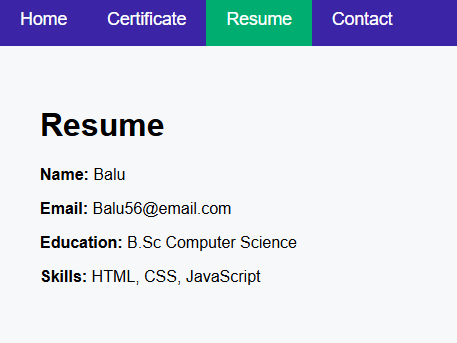 Home Certificate Resume Contact
Resume
Name: Balu
Email: Balu56@email.com
Education: B.Sc Computer Science
Skills: HTML, CSS, JavaScript